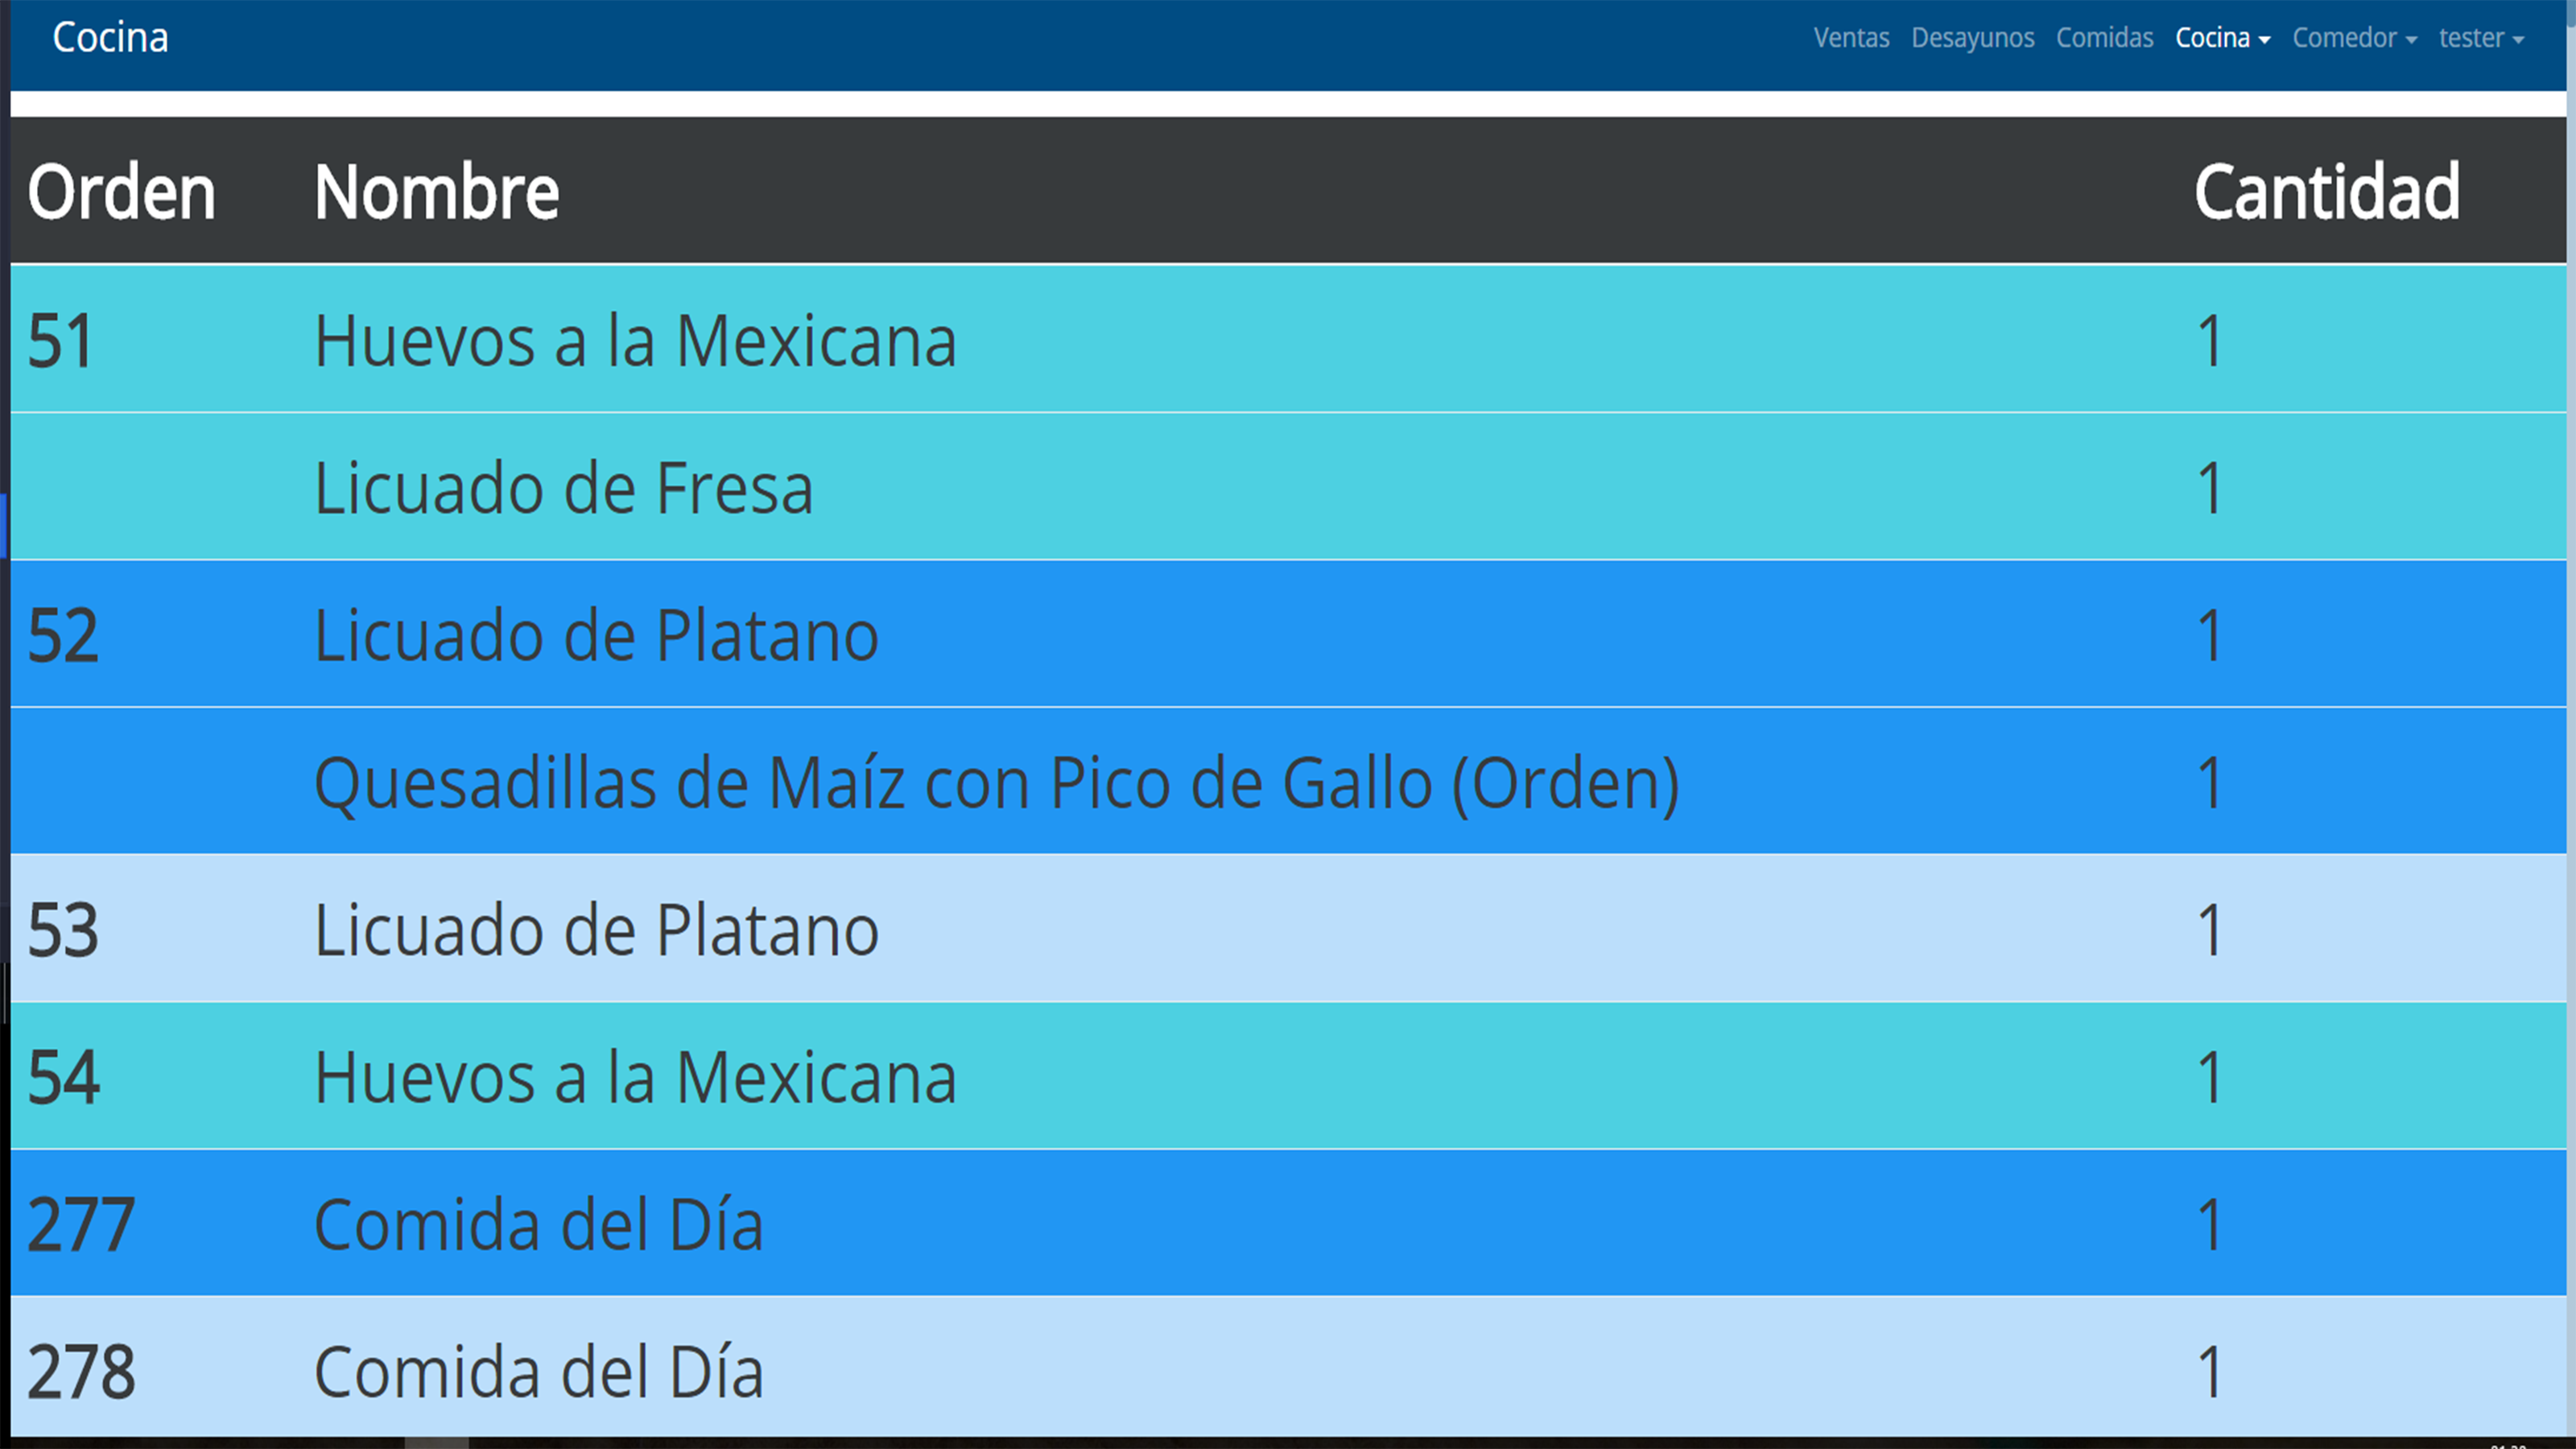 Cocina Ventas Desayunos Comidas Cocina Comedor tester
Orden Nombre Cantidad
51 Huevos a la Mexicana 1
Licuado de Fresa 1
52 Licuado de Platano 1
Quesadillas de Maíz con Pico de Gallo (Orden) 1
53 Licuado de Platano 1
54 Huevos a la Mexicana 1
277 Comida del Día 1
278 Comida del Día 1